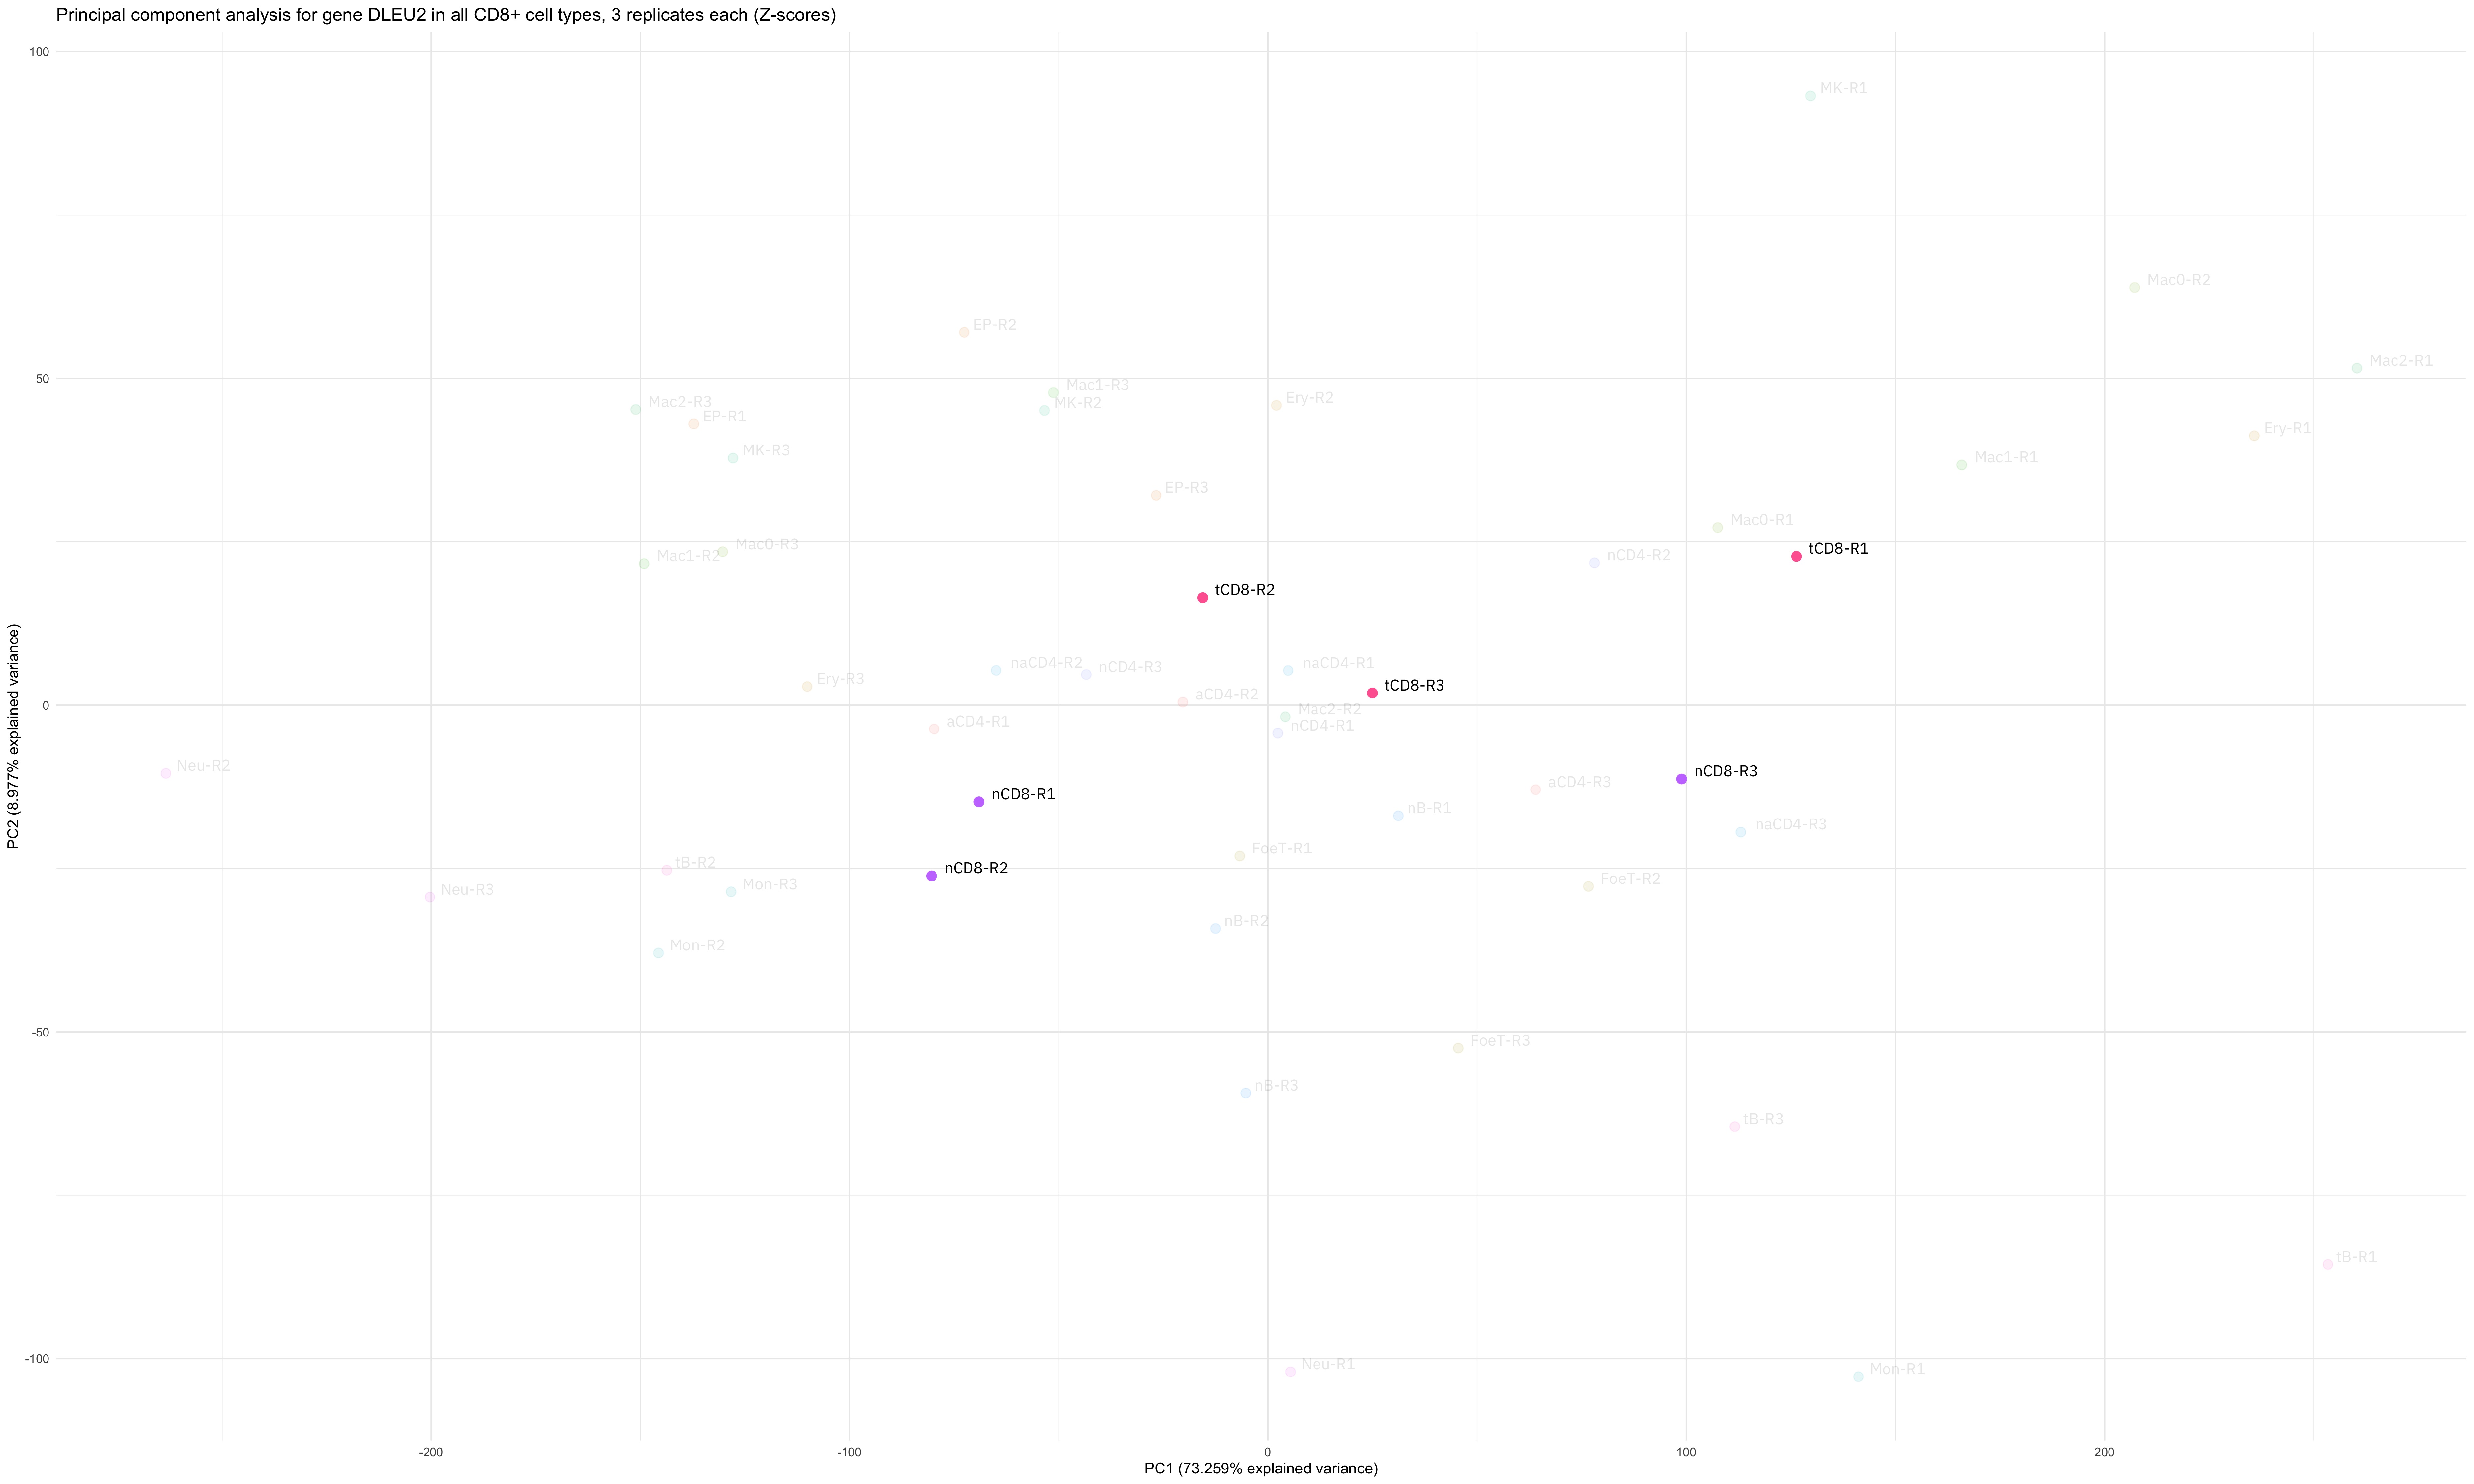 Principal component analysis for gene DLEU2 in all CD8+ cell types, 3 replicates each (Z-scores)
100
MK-R1
Mac0-R2
EP-R2
Mac2-R1
50
Mac1-R3
Mac2-R3
MK-R2
Ery-R2
EP-R1
Ery-R1
MK-R3
Mac1-R1
EP-R3
Mac0-R1
Mac0-R3
tCD8-R1
Mac1-R2
nCD4-R2
tCD8-R2
naCD4-R2
nCD4-R3
naCD4-R1
Ery-R3
tCD8-R3
aCD4-R2
0
Mac2-R2
aCD4-R1
nCD4-R1
PC2 (8.977% explained variance)
Neu-R2
nCD8-R3
aCD4-R3
nCD8-R1
nB-R1
naCD4-R3
FoeT-R1
tB-R2
nCD8-R2
FoeT-R2
Mon-R3
Neu-R3
nB-R2
Mon-R2
-50
FoeT-R3
nB-R3
tB-R3
tB-R1
-100
Neu-R1
Mon-R1
-200
-100
0
100
200
PC1 (73.259% explained variance)